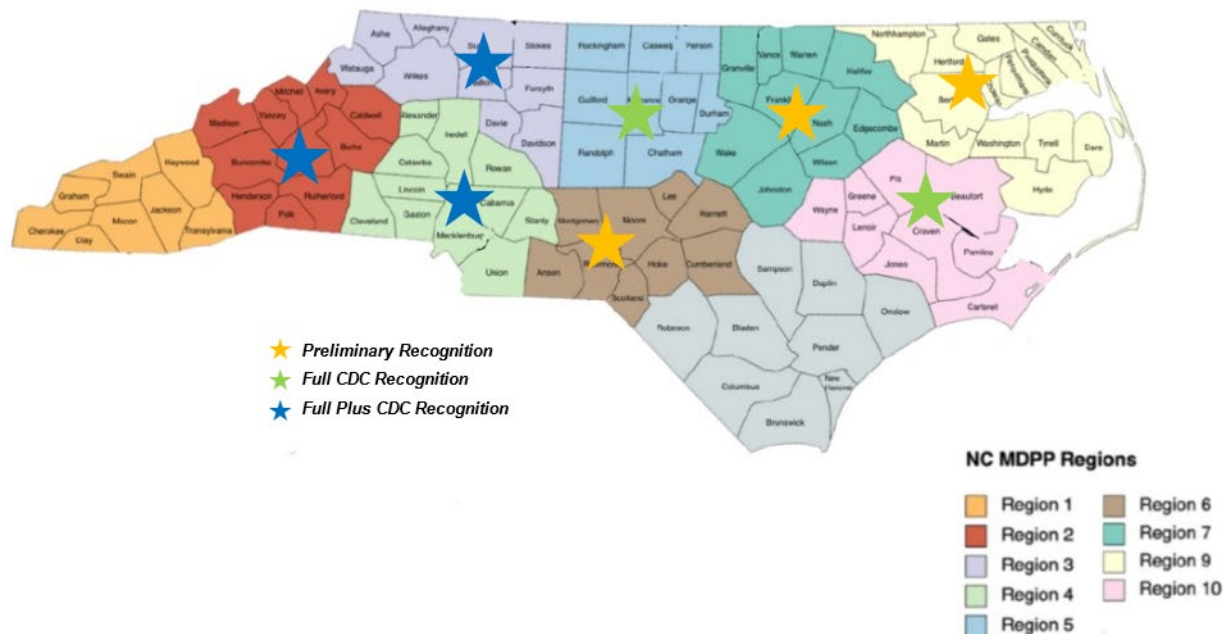 Ashe
Alleghany
Stokes
Watauga
Wilkes
Forsyth
Davie
Davidson
Rockingham
Caswell
Person
Guilford
Orange
Durham
Randolph
Chatham
Granville
Vance
Warren
Halifax
Nash
Edgecombe
Wake
Wilson
Johnston
Northhampton
Gates
Hertford
Camden
Currituck
Martin
Washington
Tyrell
Dare
Hyde
Mitchel
Avery
Madison
Yancey
Caldwell
Burke
Buncombe
Henderson
Rutherford
Polk
Alexander
Iredell
Catawba
Rowan
Lincoln
Cabarrus
Cleveland
Gaston
Stanly
Mecklenburg
Union
Haywood
Swain
Graham
Jackson
Macon
Cherokee
Clay
Transylvania
Montgomery
Moore
Lee
Harnett
Anson
Hoke
Cumberland
Scotland
Pitt
Greene
Beaufort
Wayne
Lenoir
Craven
Pamlico
Jones
Carteret
Sampson
Duplin
Onslow
Robeson
Bladen
Pender
Columbus
New Hanover
Brunswick
Preliminary Recognition
Full CDC Recognition
Full Plus CDC Recognition
NC MDPP Regions
Region 1
Region 2
Region 3
Region 4
Region 5
Region 6
Region 7
Region 9
Region 10